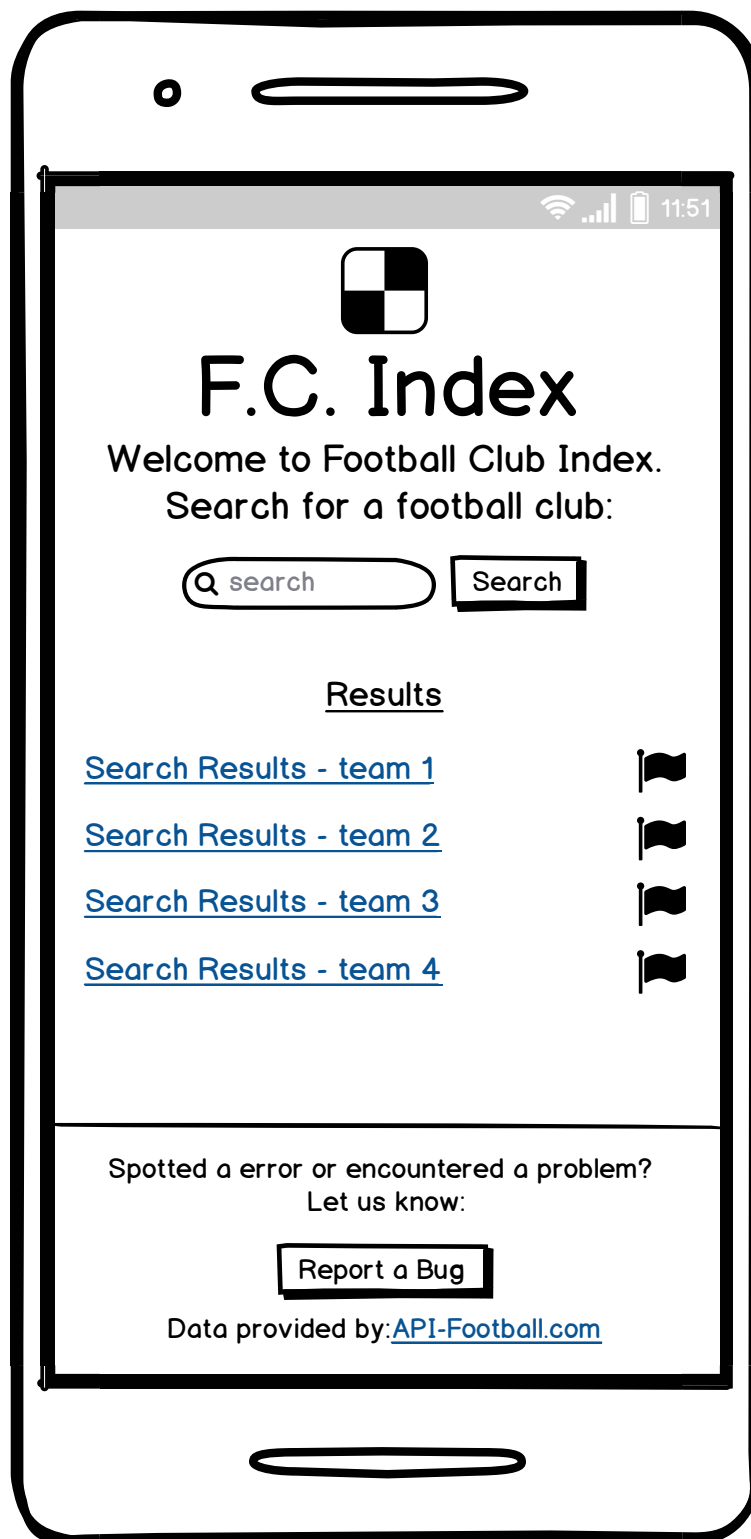 11:51
F.C. Index
Welcome to Football Club Index.
Search for a football club:
search
Search
Results
Search Results - team 1
Search Results - team 2
Search Results - team 3
Search Results - team 4
Spotted a error or encountered a problem?
Let us know:
Report a Bug
Data provided by:API-Football.com